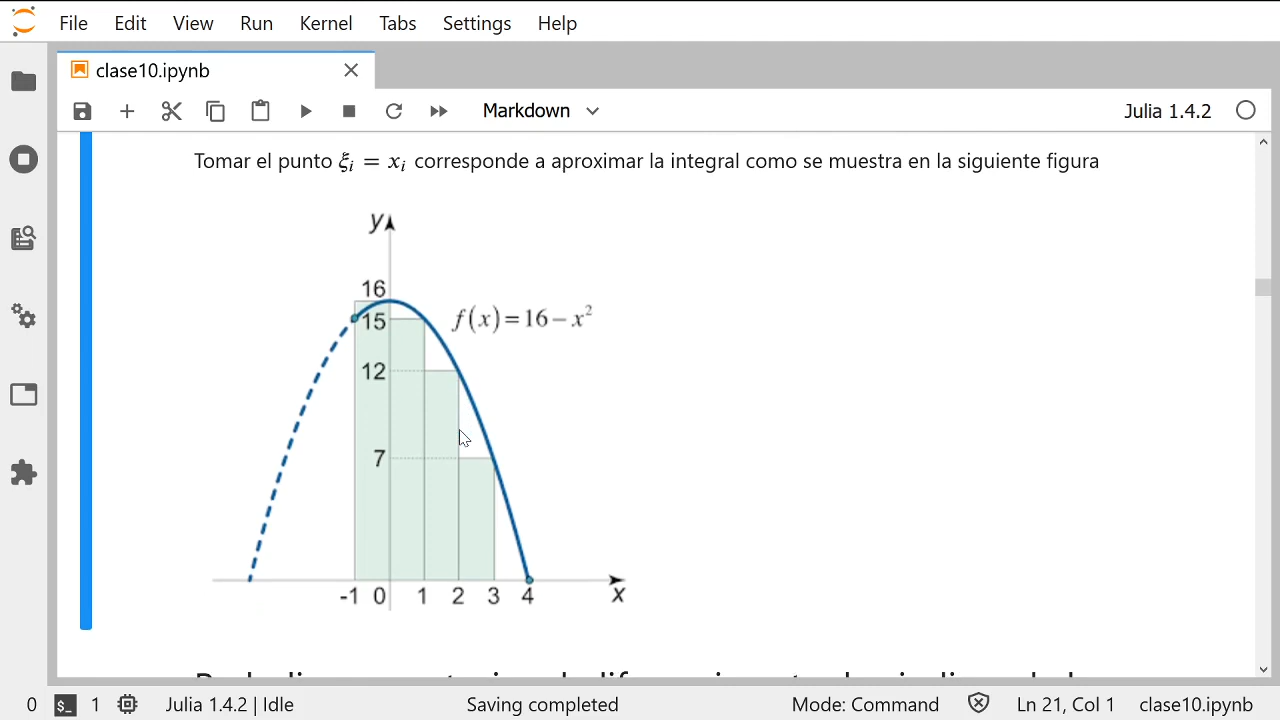 File Edit View Run Kernel Tabs Settings Help
clase10.ipynb
Markdown
Julia 1.4.2
Tomar el punto ξᵢ = xᵢ corresponde a aproximar la integral como se muestra en la siguiente figura
y
16
15
f(x)=16−x²
12
7
-1 0 1 2 3 4 x
0 $_ 1 Julia 1.4.2 | Idle Saving completed Mode: Command Ln 21, Col 1 clase10.ipynb